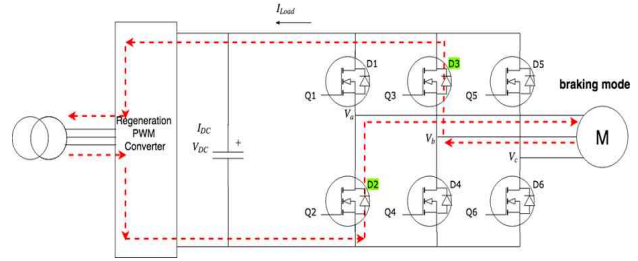 I_Load
D1
D3
D5
braking mode
Q1
Q3
Q5
V_a
Regeneration
PWM
Converter
I_DC
+
V_DC
V_b
M
V_c
D2
D4
D6
Q2
Q4
Q6